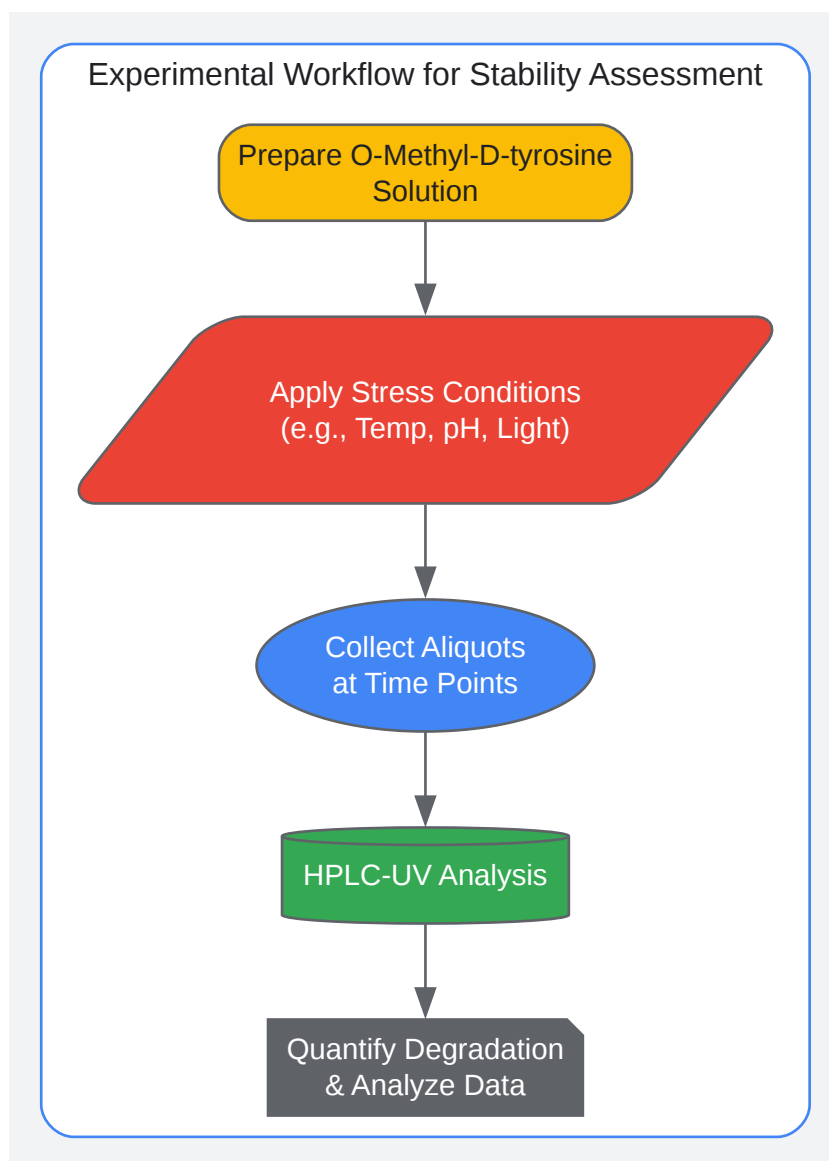 Experimental Workflow for Stability Assessment
Prepare O-Methyl-D-tyrosine
Solution
Apply Stress Conditions
(e.g., Temp, pH, Light)
Collect Aliquots
at Time Points
HPLC-UV Analysis
Quantify Degradation
& Analyze Data